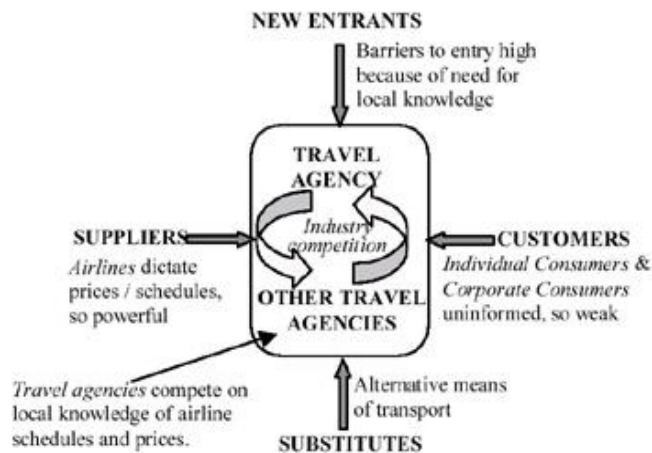 NEW ENTRANTS
Barriers to entry high
because of need for
local knowledge
TRAVEL
AGENCY
Industry
competition
SUPPLIERS
Airlines dictate
prices / schedules,
so powerful
CUSTOMERS
Individual Consumers &
Corporate Consumers
uninformed, so weak
OTHER TRAVEL
AGENCIES
Travel agencies compete on
local knowledge of airline
schedules and prices.
Alternative means
of transport
SUBSTITUTES